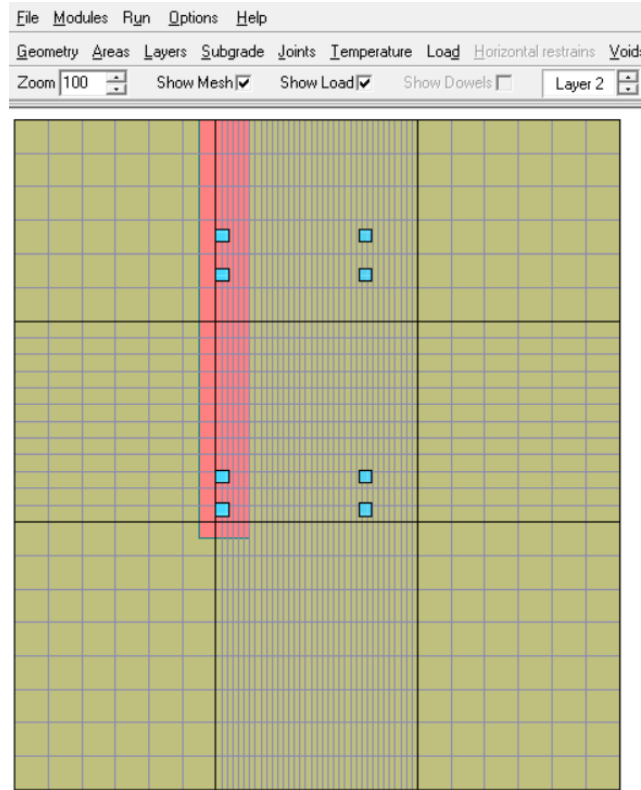 File Modules Run Options Help
Geometry Areas Layers Subgrade Joints Temperature Load Horizontal restrains Voids
Zoom 100 Show Mesh Show Load Show Dowels Layer 2